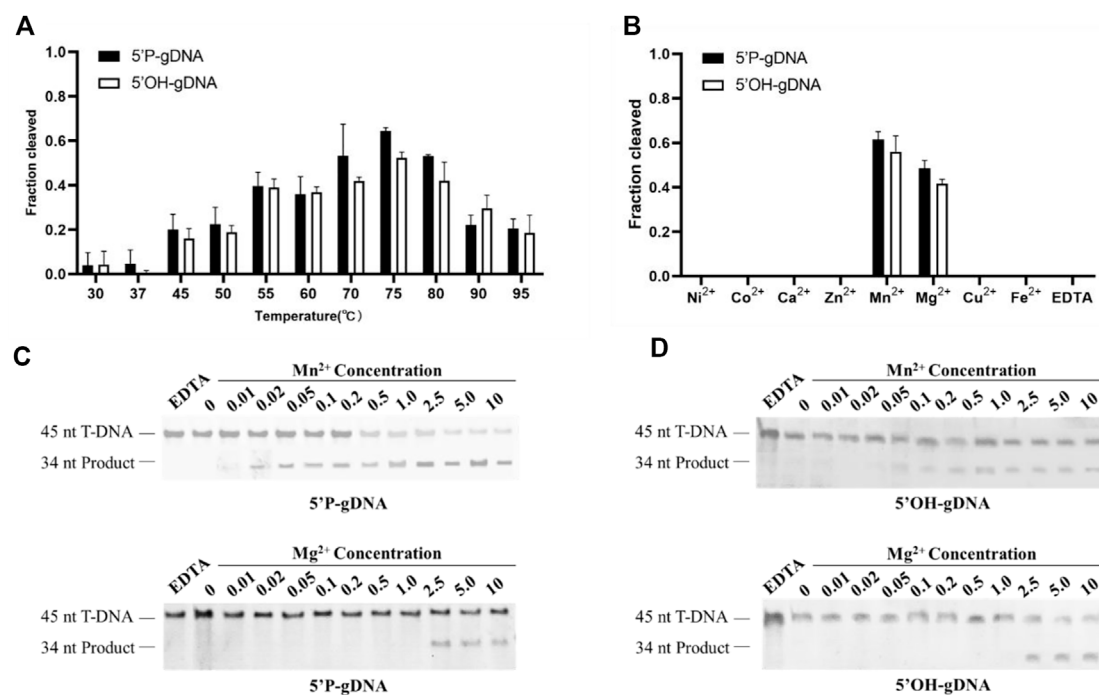 A
5'P-gDNA
5'OH-gDNA
Fraction cleaved
1.0
0.8
0.6
0.4
0.2
0.0
30 37 45 50 55 60 70 75 80 90 95
Temperature(℃)
B
5'P-gDNA
5'OH-gDNA
Fraction cleaved
1.0
0.8
0.6
0.4
0.2
0.0
Ni²⁺ Co²⁺ Ca²⁺ Zn²⁺ Mn²⁺ Mg²⁺ Cu²⁺ Fe²⁺ EDTA
C
Mn²⁺ Concentration
EDTA 0 0.01 0.02 0.05 0.1 0.2 0.5 1.0 2.5 5.0 10
45 nt T-DNA
34 nt Product
5'P-gDNA
Mg²⁺ Concentration
EDTA 0 0.01 0.02 0.05 0.1 0.2 0.5 1.0 2.5 5.0 10
45 nt T-DNA
34 nt Product
5'P-gDNA
D
Mn²⁺ Concentration
EDTA 0 0.01 0.02 0.05 0.1 0.2 0.5 1.0 2.5 5.0 10
45 nt T-DNA
34 nt Product
5'OH-gDNA
Mg²⁺ Concentration
EDTA 0 0.01 0.02 0.05 0.1 0.2 0.5 1.0 2.5 5.0 10
45 nt T-DNA
34 nt Product
5'OH-gDNA